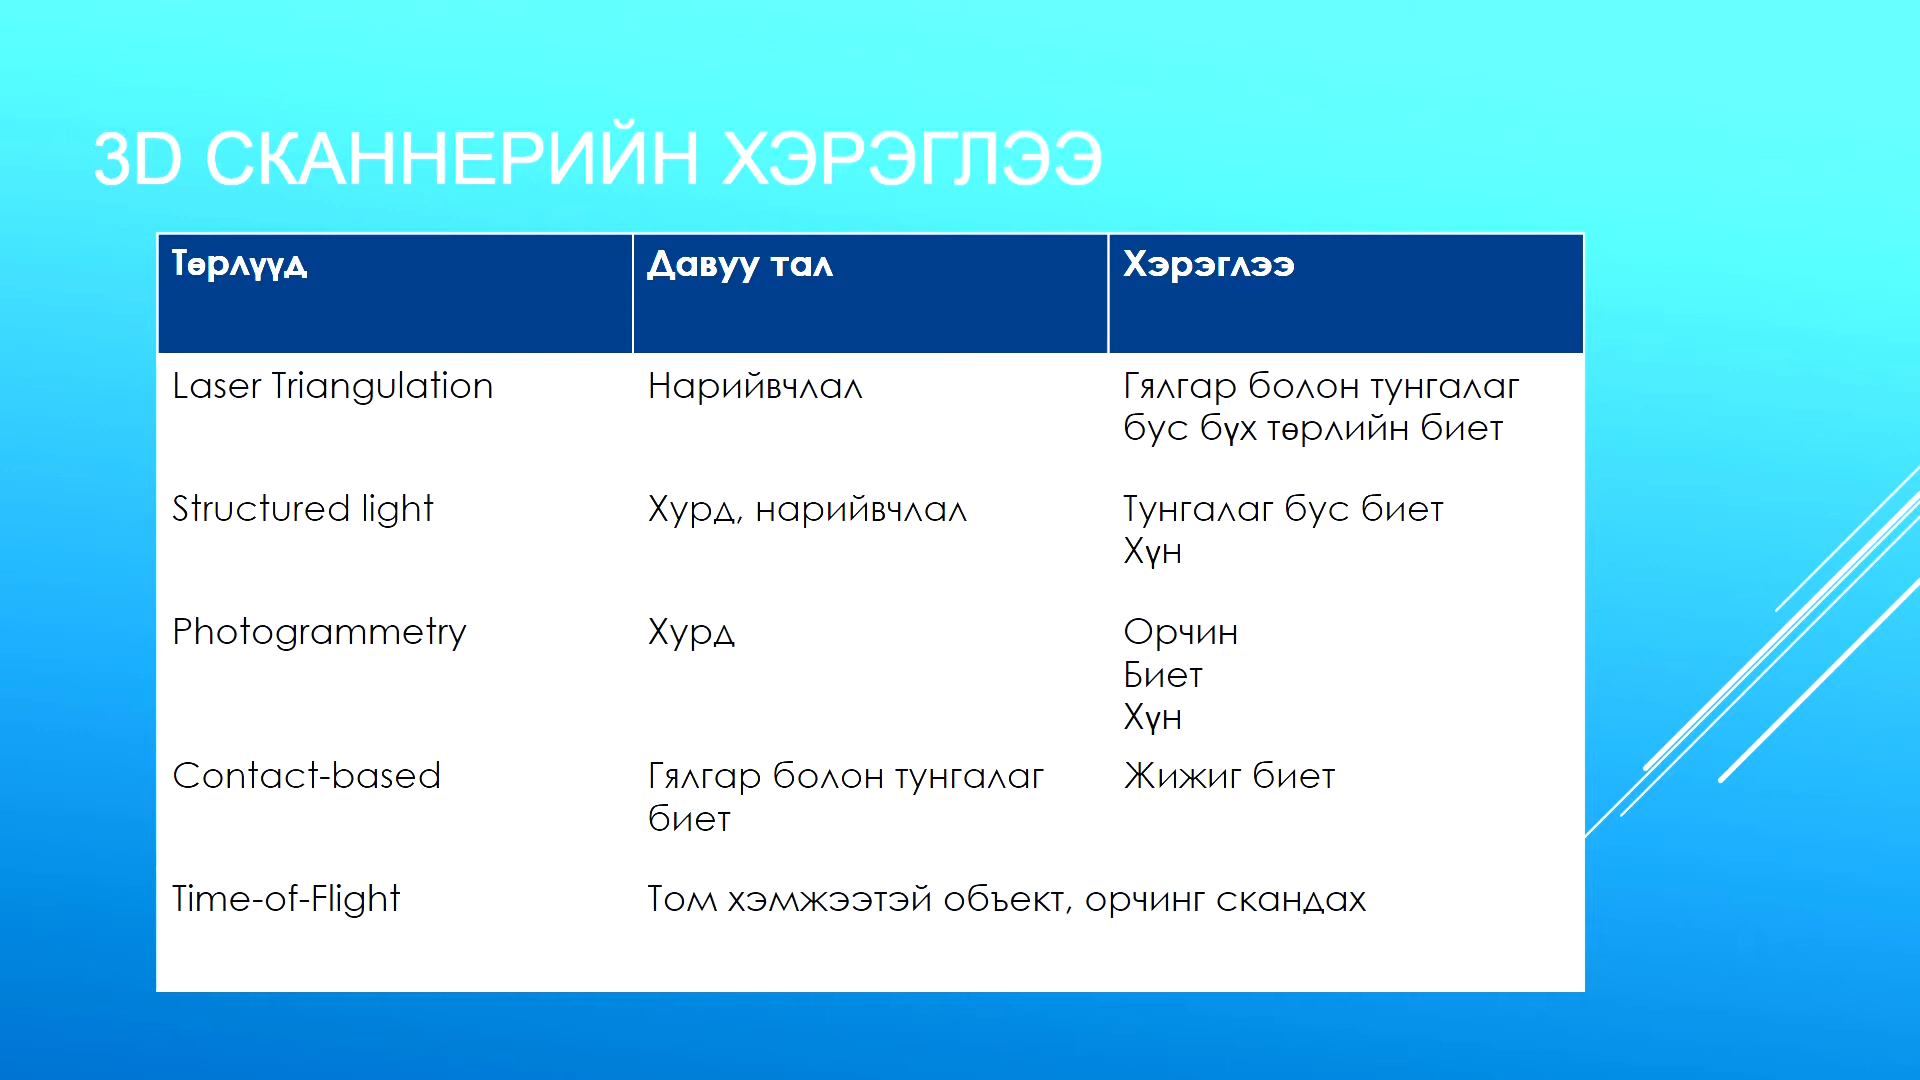 3D СКАННЕРИЙН ХЭРЭГЛЭЭ
Төрлүүд Давуу тал Хэрэглээ
Laser Triangulation Нарийвчлал Гялгар болон тунгалаг
бус бүх төрлийн биет
Structured light Хурд, нарийвчлал Тунгалаг бус биет
Хүн
Photogrammetry Хурд Орчин
Биет
Хүн
Contact-based Гялгар болон тунгалаг Жижиг биет
биет
Time-of-Flight Том хэмжээтэй объект, орчинг скандах